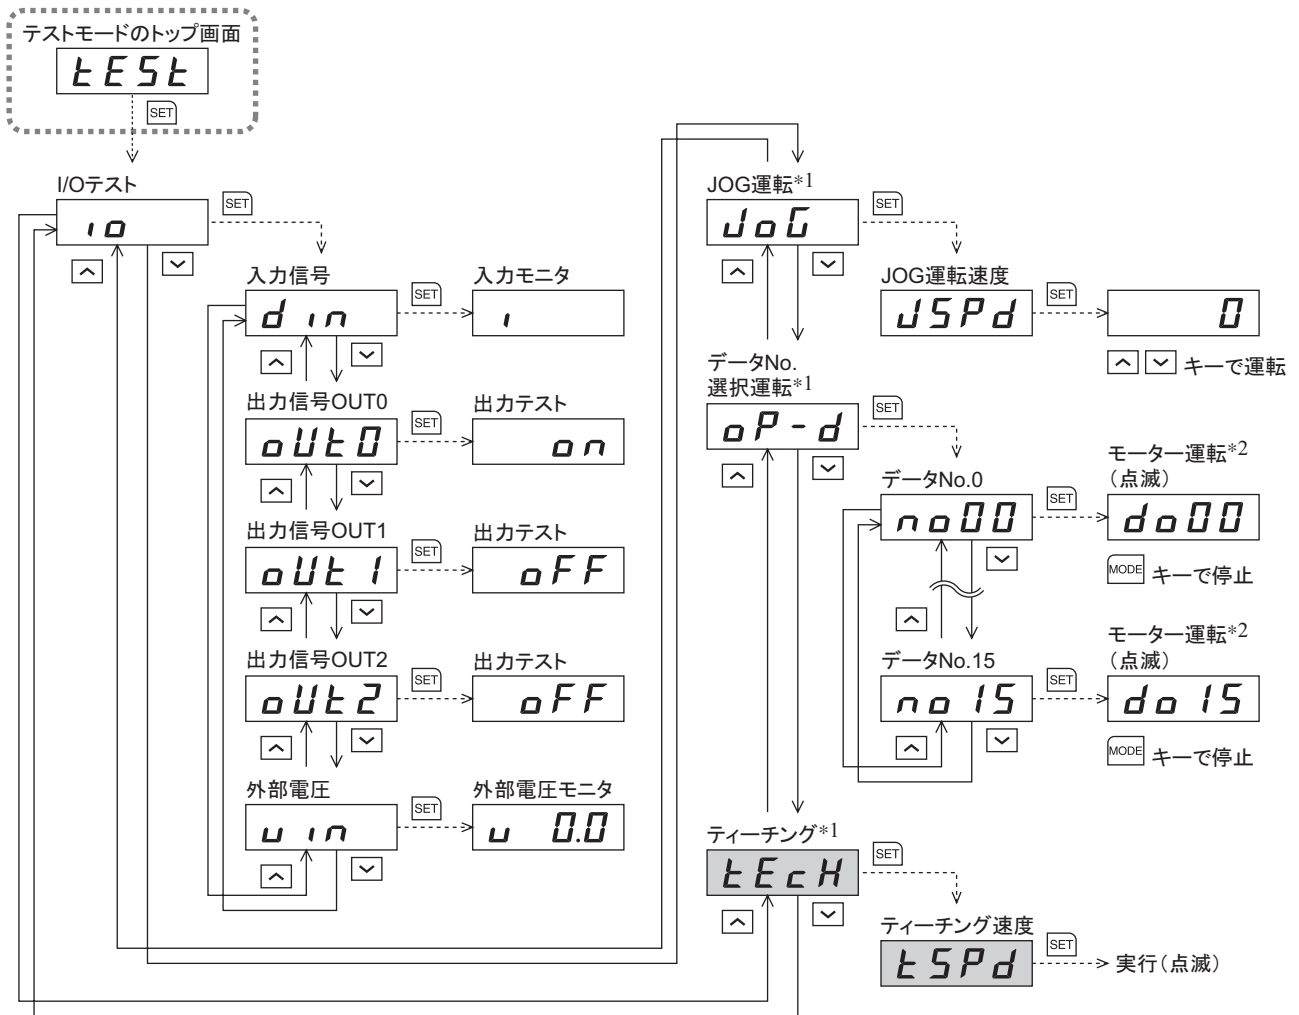 テストモードのトップ画面
tESt
SET
I/Oテスト
io
SET
入力信号
din
SET
入力モニタ
i
出力信号OUT0
oUt0
SET
出力テスト
on
出力信号OUT1
oUt1
SET
出力テスト
oFF
出力信号OUT2
oUt2
SET
出力テスト
oFF
外部電圧
vin
SET
外部電圧モニタ
v 0.0
JOG運転*1
JoG
SET
JOG運転速度
JSPd
SET
0
キーで運転
データNo.
選択運転*1
oP-d
SET
データNo.0
no00
SET
モーター運転*2
(点滅)
do00
MODE キーで停止
データNo.15
no15
SET
モーター運転*2
(点滅)
do15
MODE キーで停止
ティーチング*1
tEcH
SET
ティーチング速度
tSPd
SET
実行(点滅)